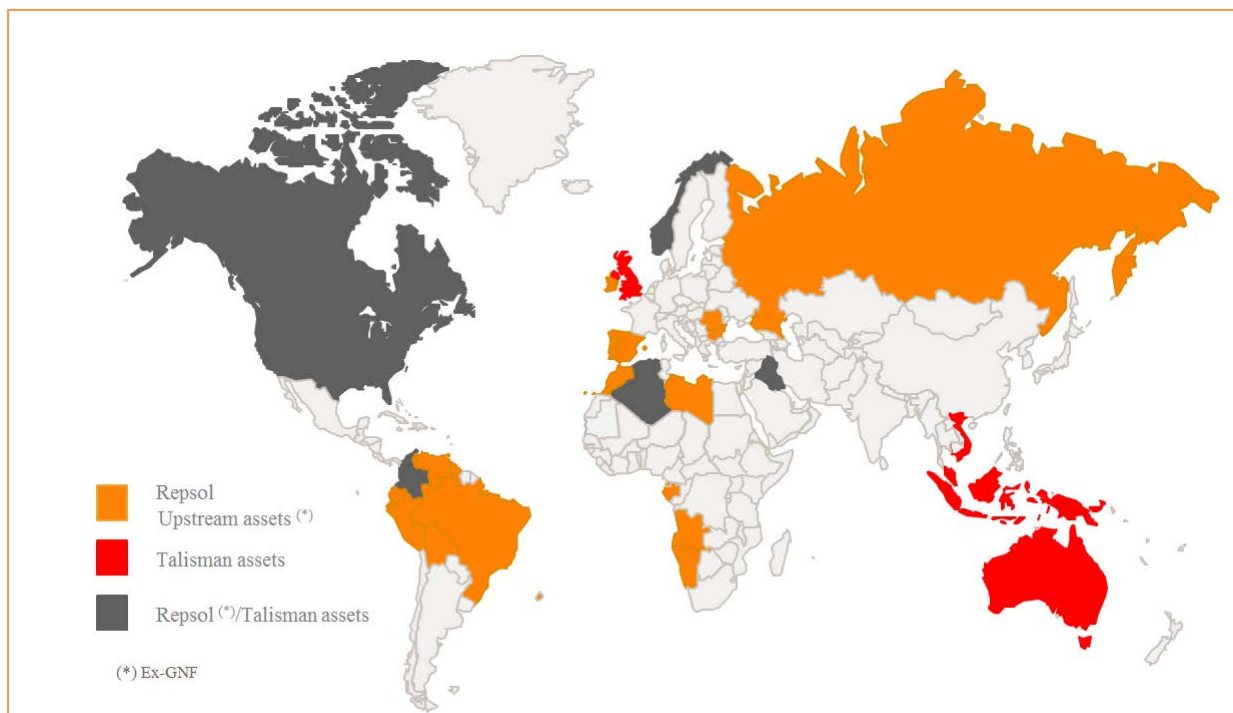 Repsol
Upstream assets (*)
Talisman assets
Repsol (*)/Talisman assets
(*) Ex-GNF